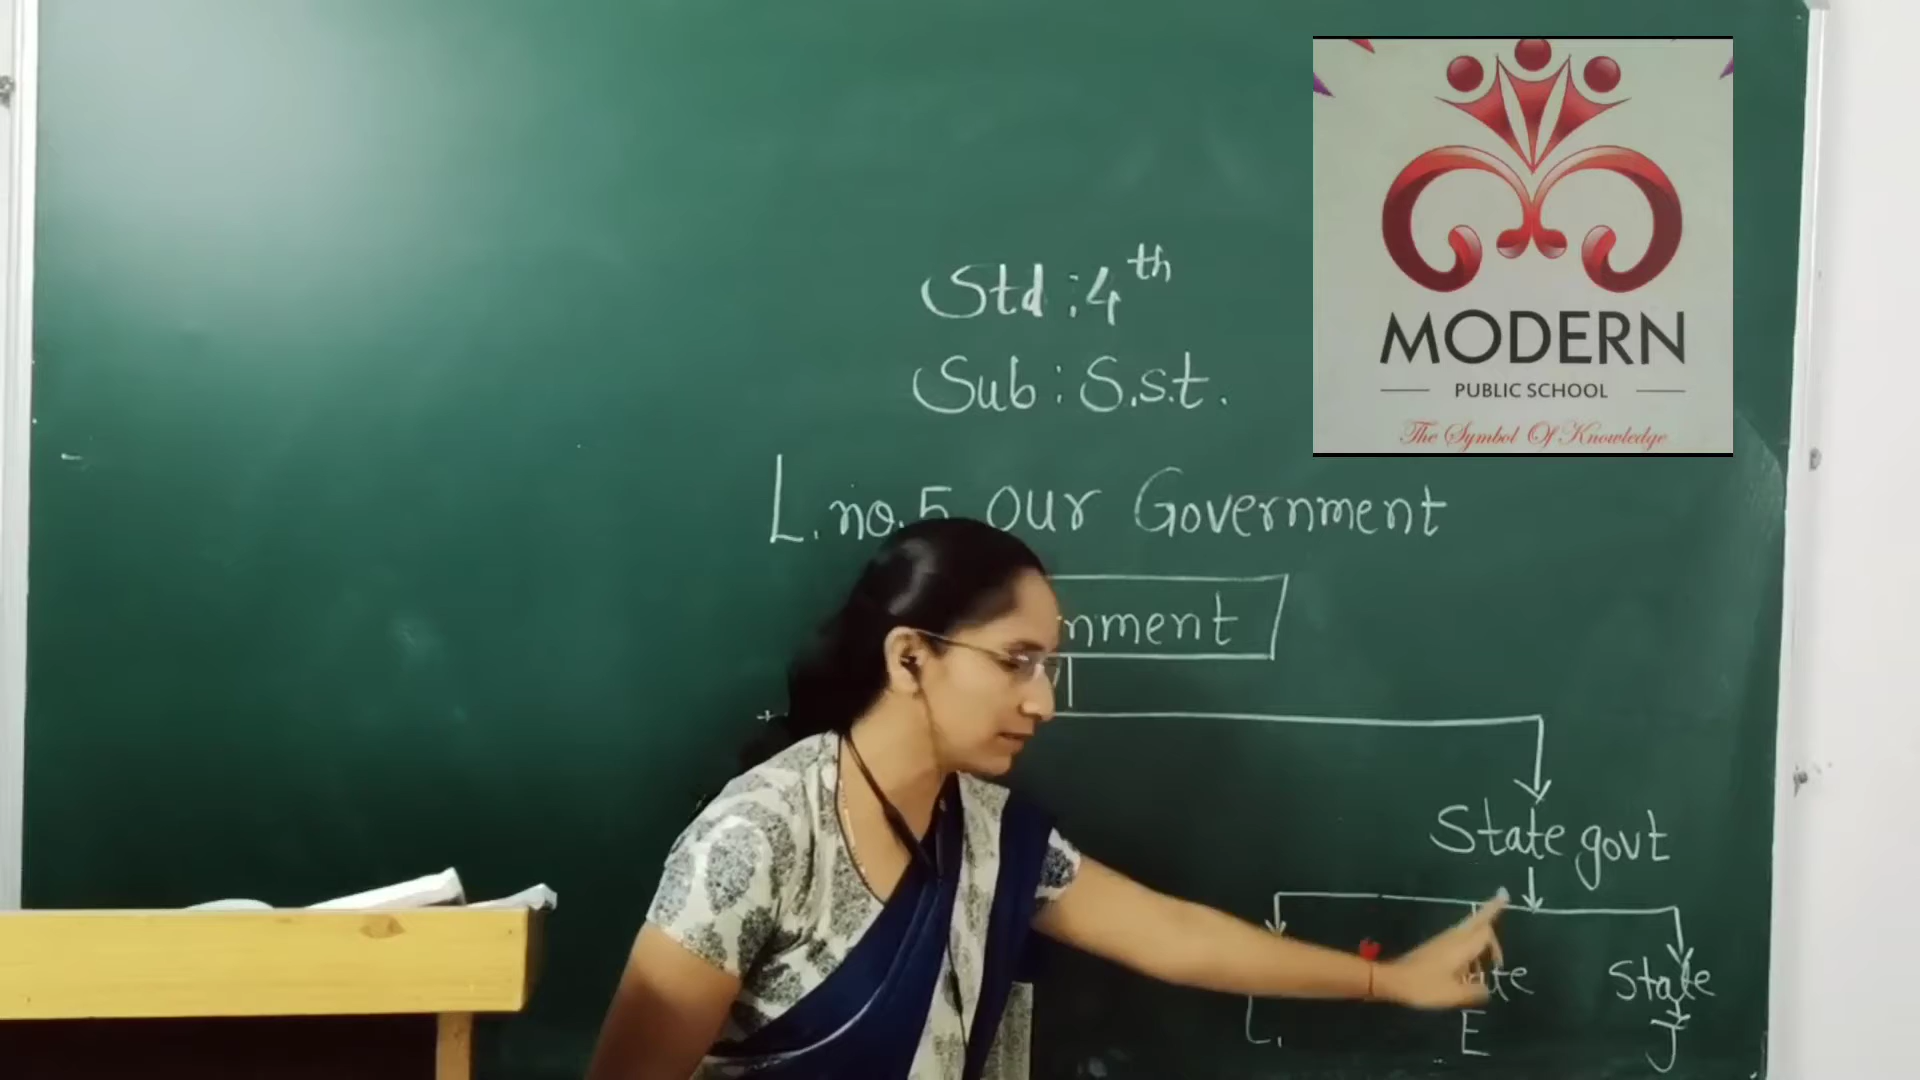 Std : 4th
Sub : S.s.t.
L. no. 5 Our Government
nment
State govt
State
L. E J
MODERN
PUBLIC SCHOOL
The Symbol Of Knowledge